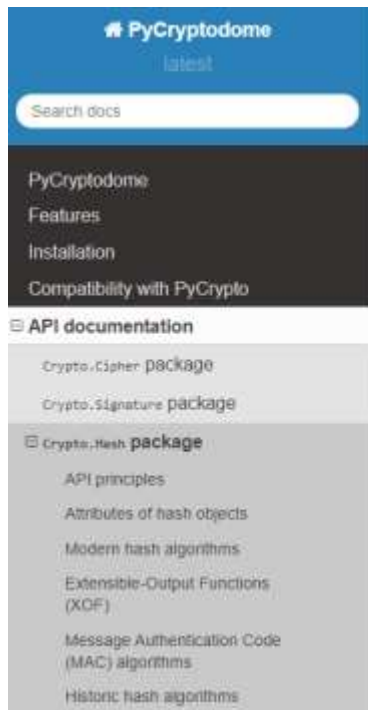 PyCryptodome
latest
Search docs
PyCryptodome
Features
Installation
Compatibility with PyCrypto
API documentation
Crypto.Cipher package
Crypto.Signature package
Crypto.Hash package
API principles
Attributes of hash objects
Modern hash algorithms
Extensible-Output Functions
(XOF)
Message Authentication Code
(MAC) algorithms
Historic hash algorithms